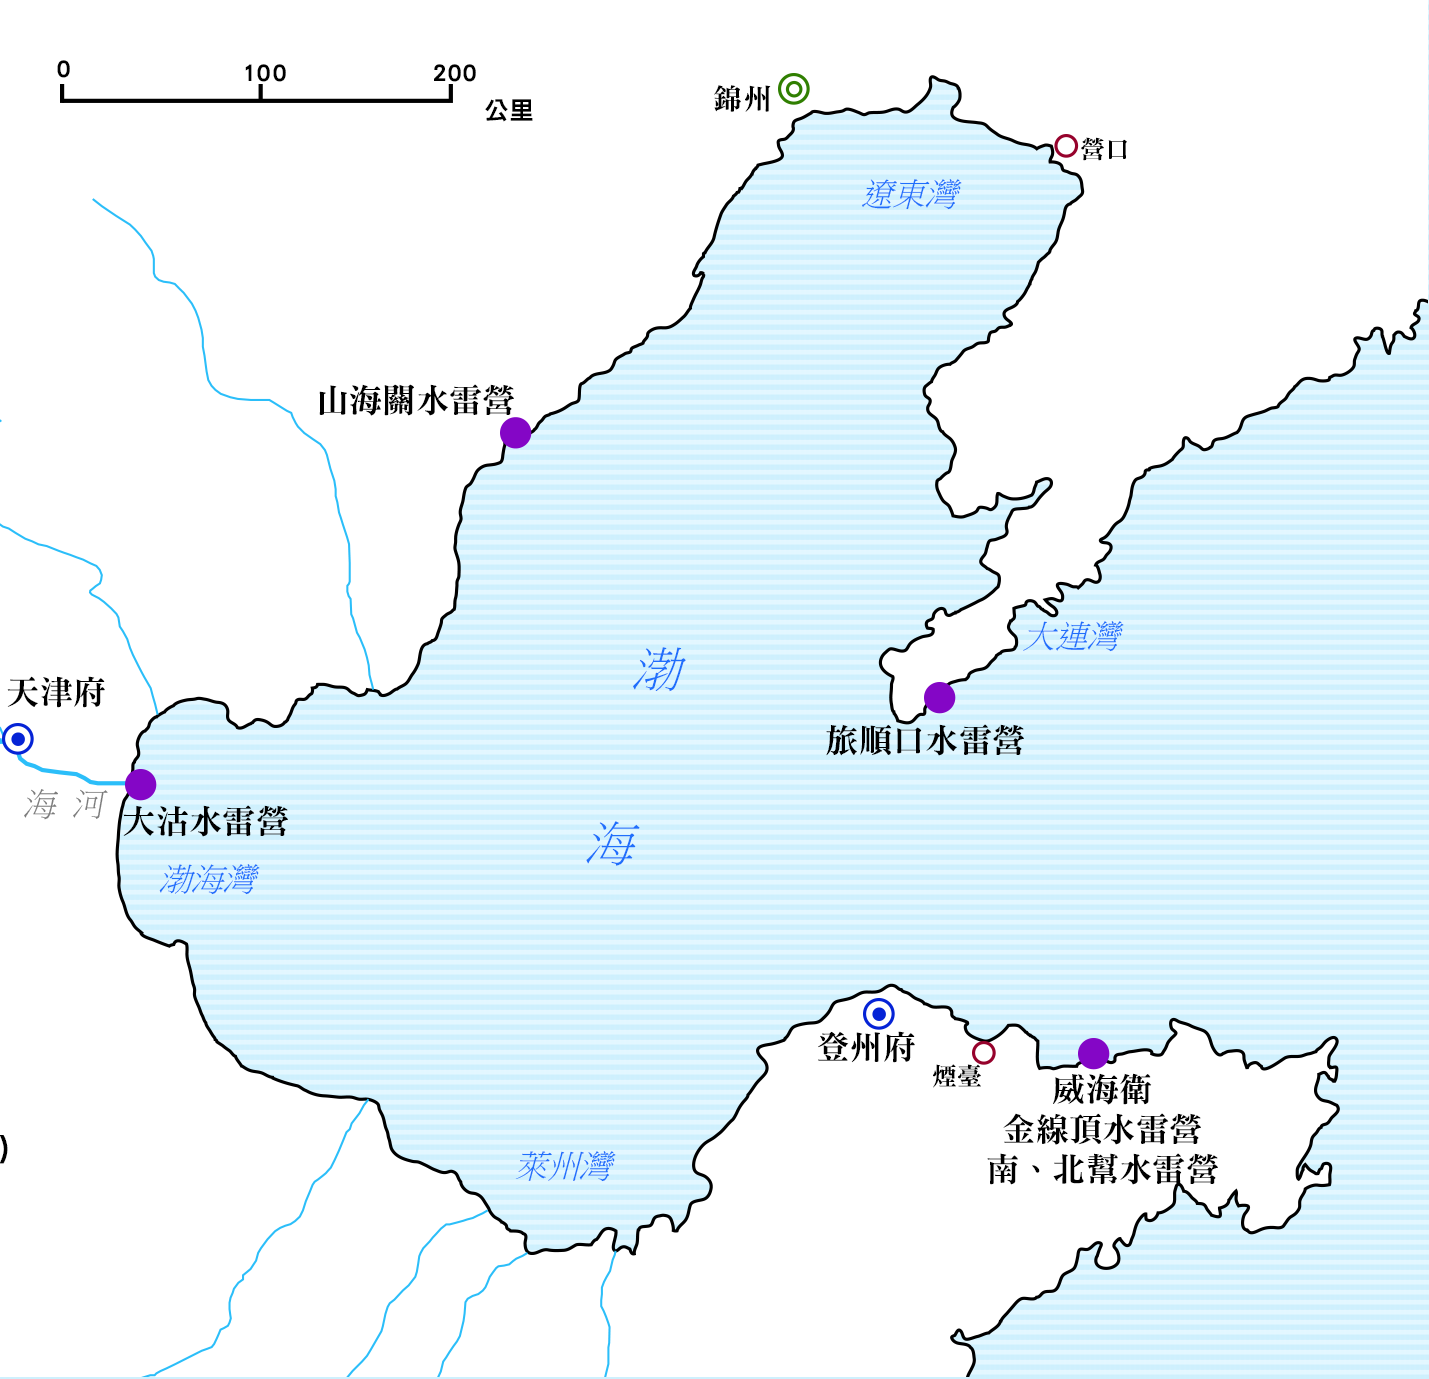 0 100 200
公里
錦州
營口
遼東灣
山海關水雷營
大連灣
渤
天津府
旅順口水雷營
海河
大沽水雷營
海
渤海灣
登州府
煙臺
威海衛
金線頂水雷營
南、北幫水雷營
)
萊州灣